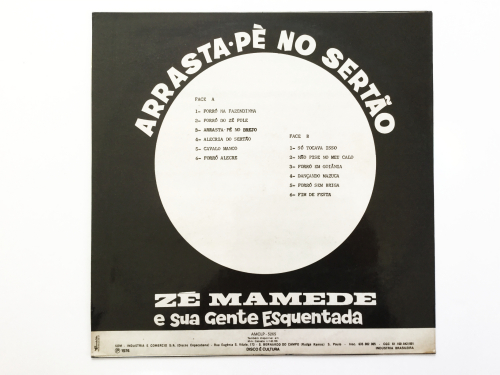 ARRASTA-PÈ NO SERTÃO
FACE A
1- FORRÓ NA FAZENDINHA
2- FORRÓ DO ZÉ FOLE
3- ARRASTA-PÉ NO BREJO
4- ALEGRIA DO SERTÃO
5- CAVALO MANCO
6- FORRÓ ALEGRE
FACE B
1- SÓ TOCAVA ISSO
2- NÃO PISE NO MEU CALO
3- FORRÓ EM GOIÂNIA
4- DANÇANDO MAZUCA
5- FORRÓ SEM BRIGA
6- FIM DE FESTA
ZÈ MAMEDE
e Sua Gente Esquentada
DISCO É CULTURA
INDÚSTRIA BRASILEIRA